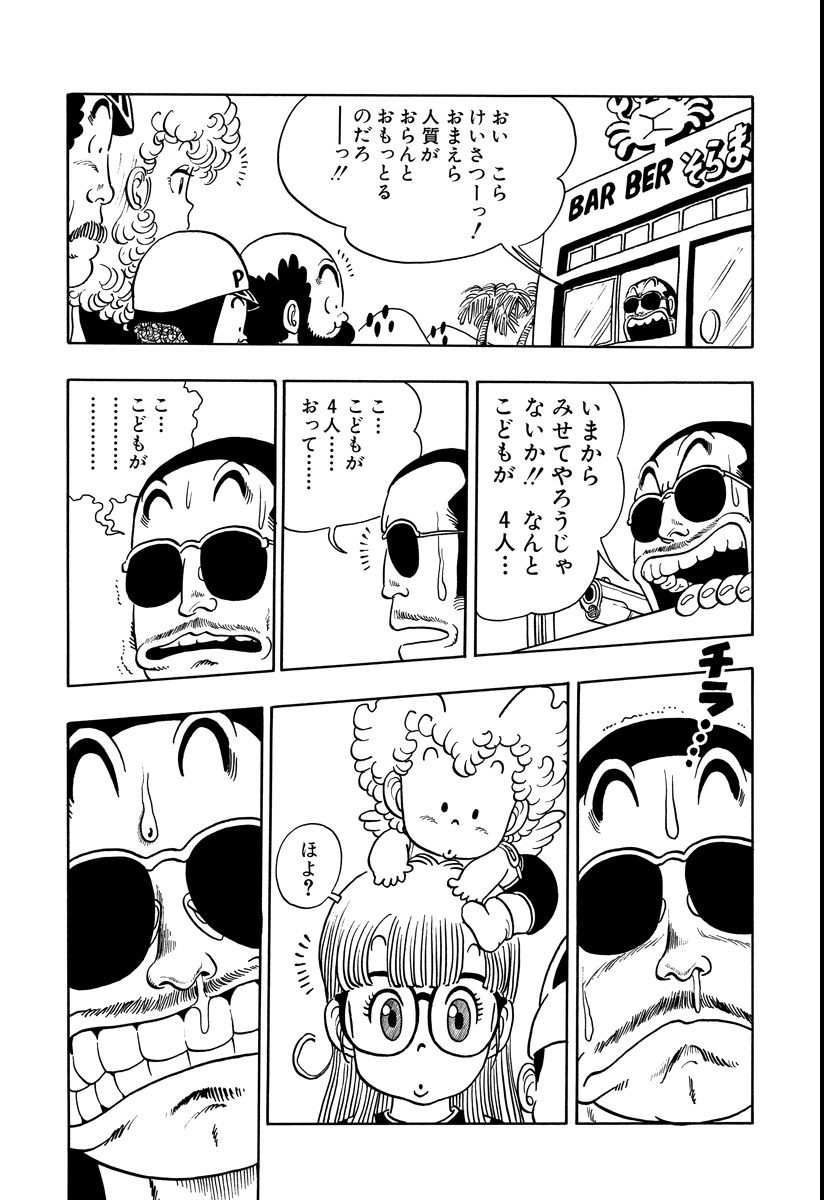 おい　こら
けいさつーっ！
おまえら
人質が
おらんと
おもっとる
のだろ
ーっ!!
BAR BER そらま
P
いまから
みせてやろうじゃ
ないか!!　なんと
こどもが　4人…
こ…
こどもが
4人……
おって……
こ…
こどもが
…………
…………
チラ…
ほよ？